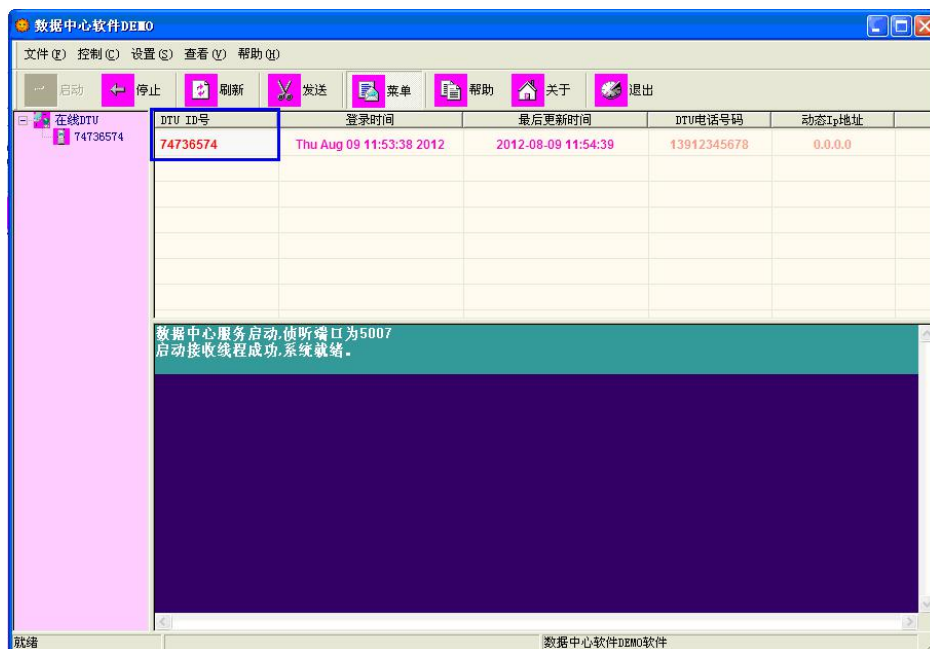 数据中心软件DEMO
文件(F) 控制(C) 设置(S) 查看(V) 帮助(H)
启动 停止 刷新 发送 菜单 帮助 关于 退出
在线DTU
74736574
DTU ID号 登录时间 最后更新时间 DTU电话号码 动态Ip地址
74736574 Thu Aug 09 11:53:38 2012 2012-08-09 11:54:39 13912345678 0.0.0.0
数据中心服务启动,侦听端口为5007
启动接收线程成功,系统就绪。
就绪 数据中心软件DEMO软件